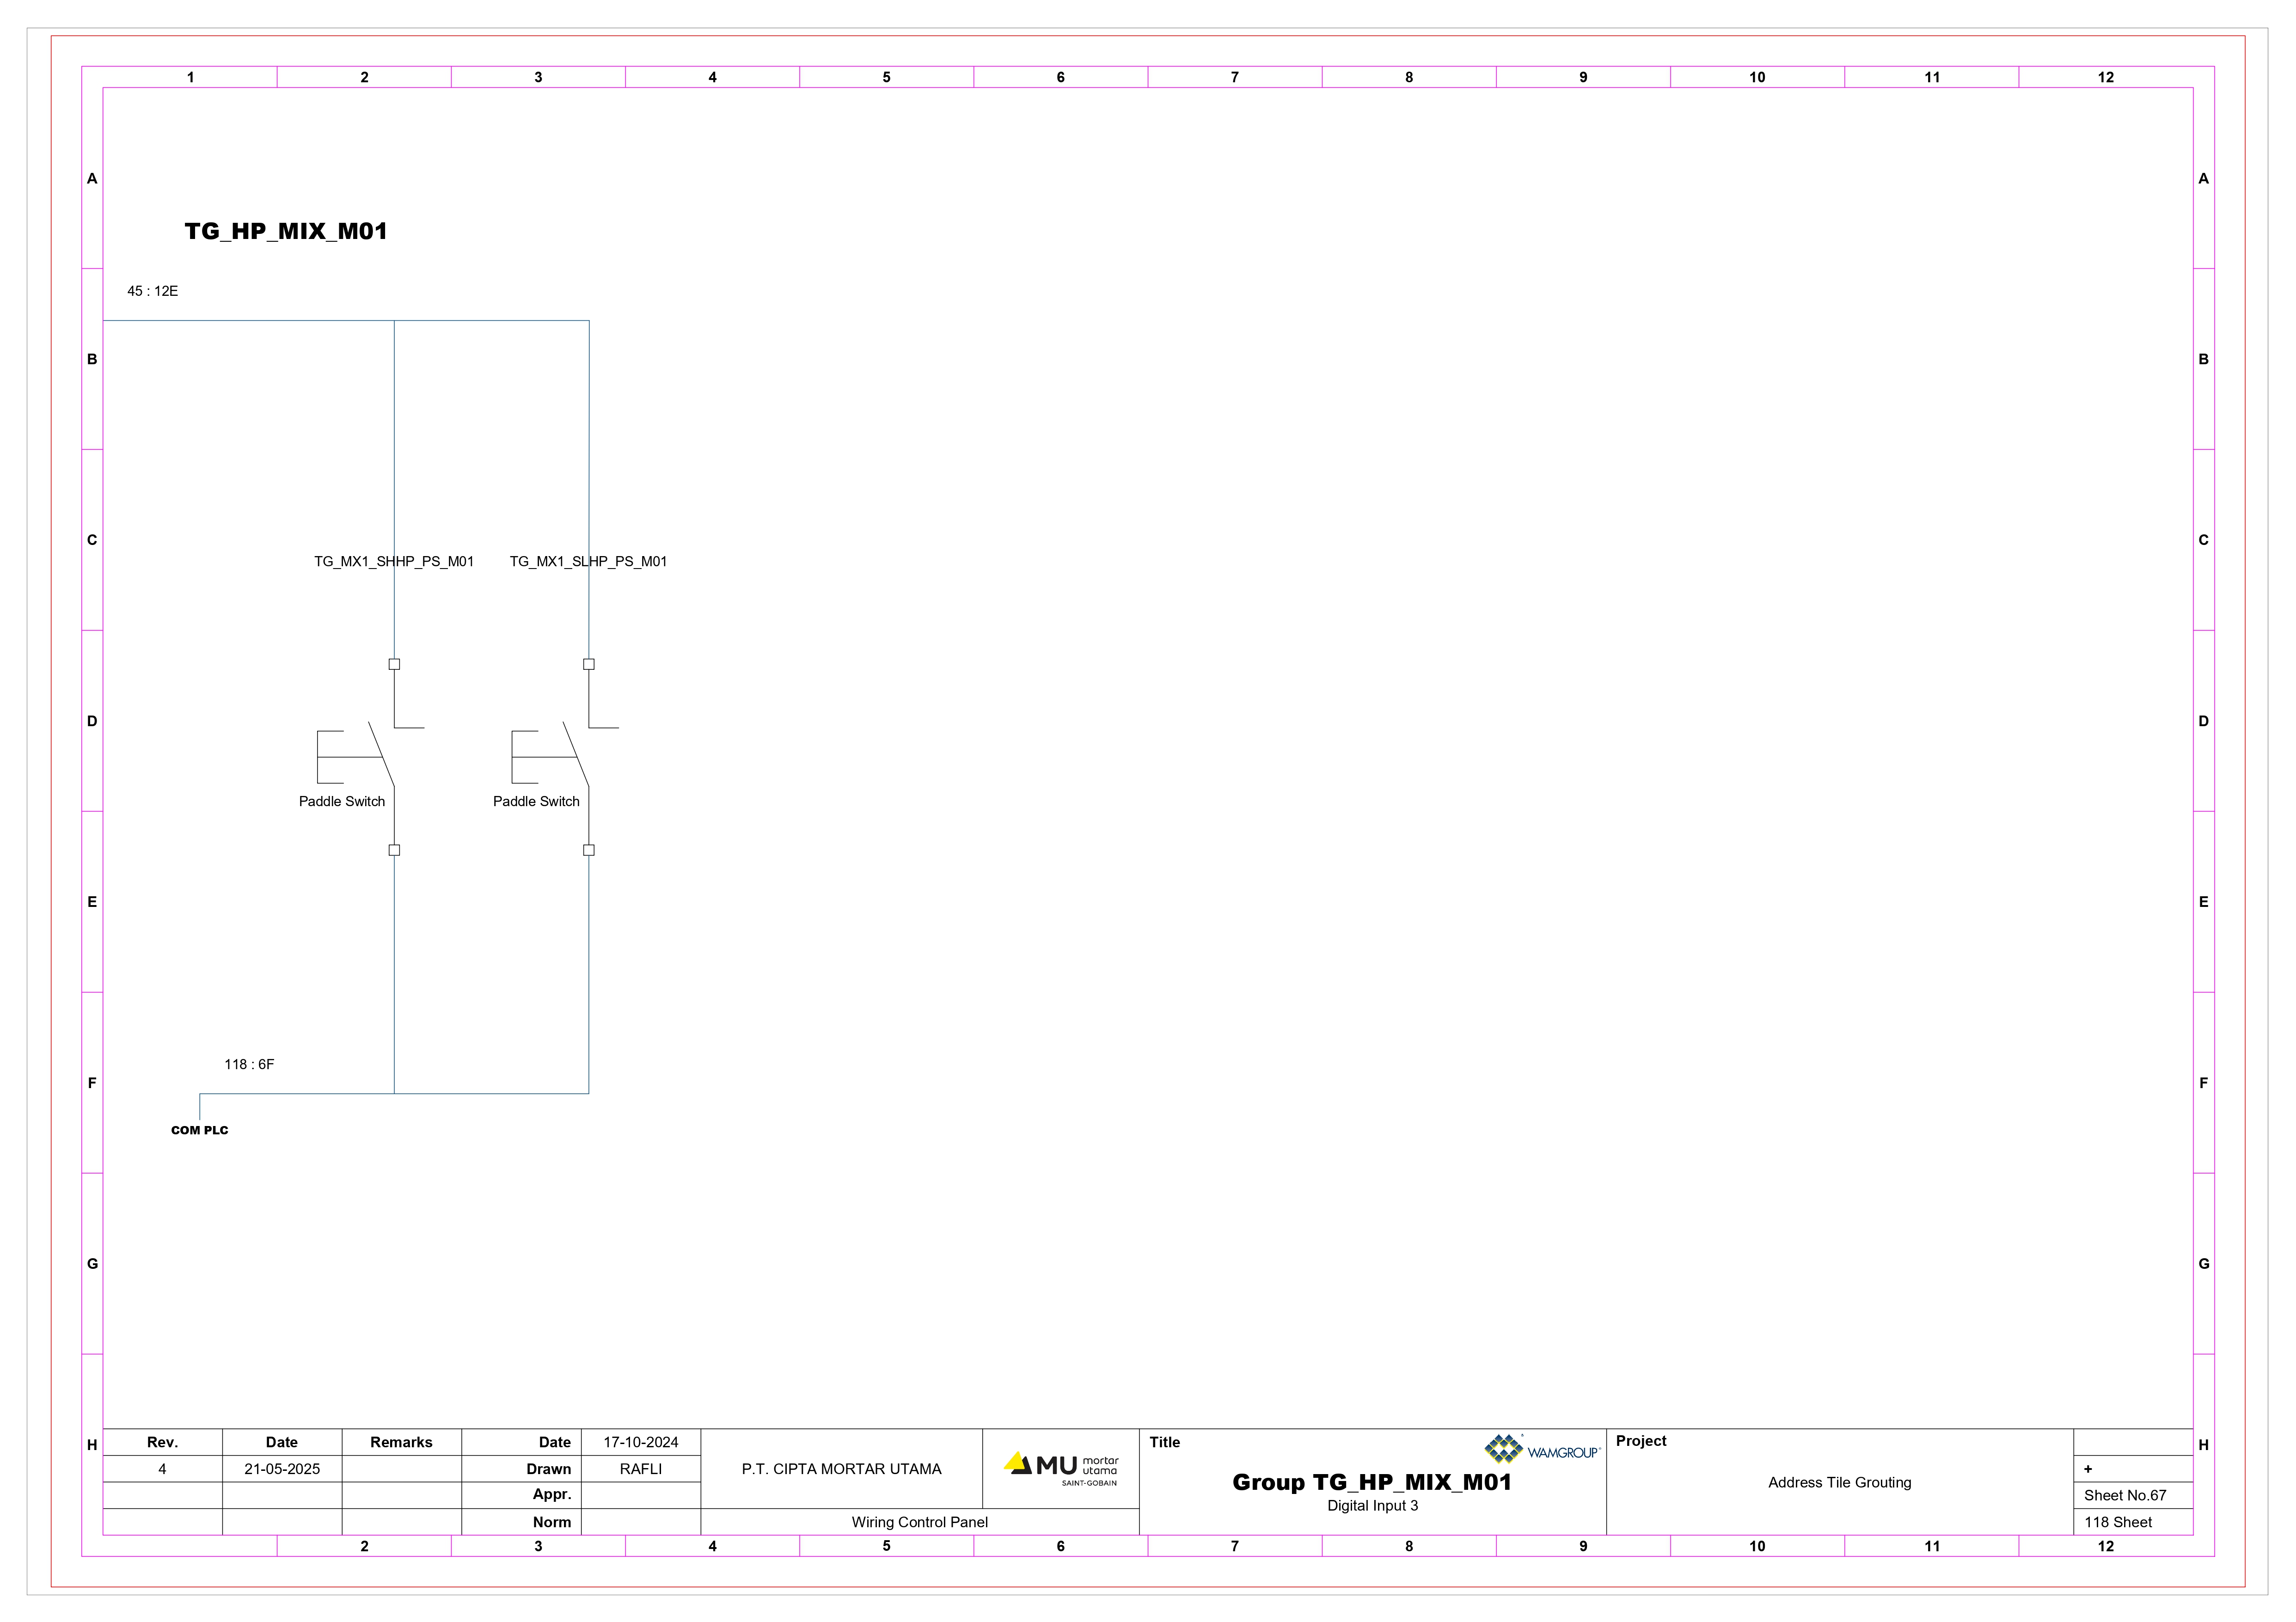 1 2 3 4 5 6 7 8 9 10 11 12
A A
TG_HP_MIX_M01
45 : 12E
B B
C C
TG_MX1_SHHP_PS_M01 TG_MX1_SLHP_PS_M01
D D
Paddle Switch Paddle Switch
E E
118 : 6F
F F
COM PLC
G G
H H
Rev. Date Remarks Date 17-10-2024
4 21-05-2025 Drawn RAFLI
Appr.
Norm
P.T. CIPTA MORTAR UTAMA
MU mortar
utama
SAINT-GOBAIN
Wiring Control Panel
Title
WAMGROUP
Group TG_HP_MIX_M01
Digital Input 3
Project
Address Tile Grouting
+
Sheet No.67
118 Sheet
2 3 4 5 6 7 8 9 10 11 12